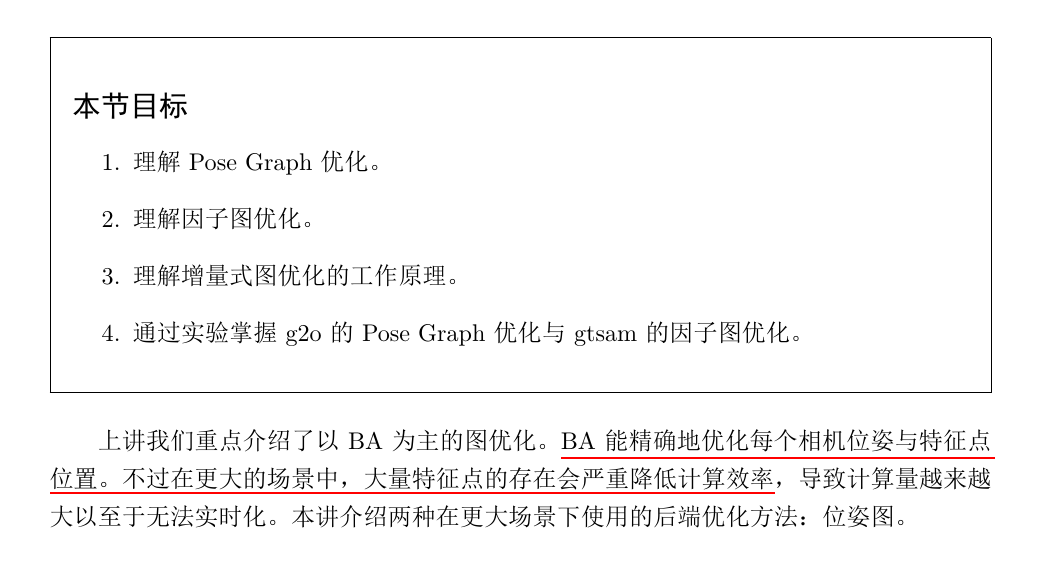 本节目标
1. 理解 Pose Graph 优化。
2. 理解因子图优化。
3. 理解增量式图优化的工作原理。
4. 通过实验掌握 g2o 的 Pose Graph 优化与 gtsam 的因子图优化。
上讲我们重点介绍了以 BA 为主的图优化。BA 能精确地优化每个相机位姿与特征点
位置。不过在更大的场景中，大量特征点的存在会严重降低计算效率，导致计算量越来越
大以至于无法实时化。本讲介绍两种在更大场景下使用的后端优化方法：位姿图。